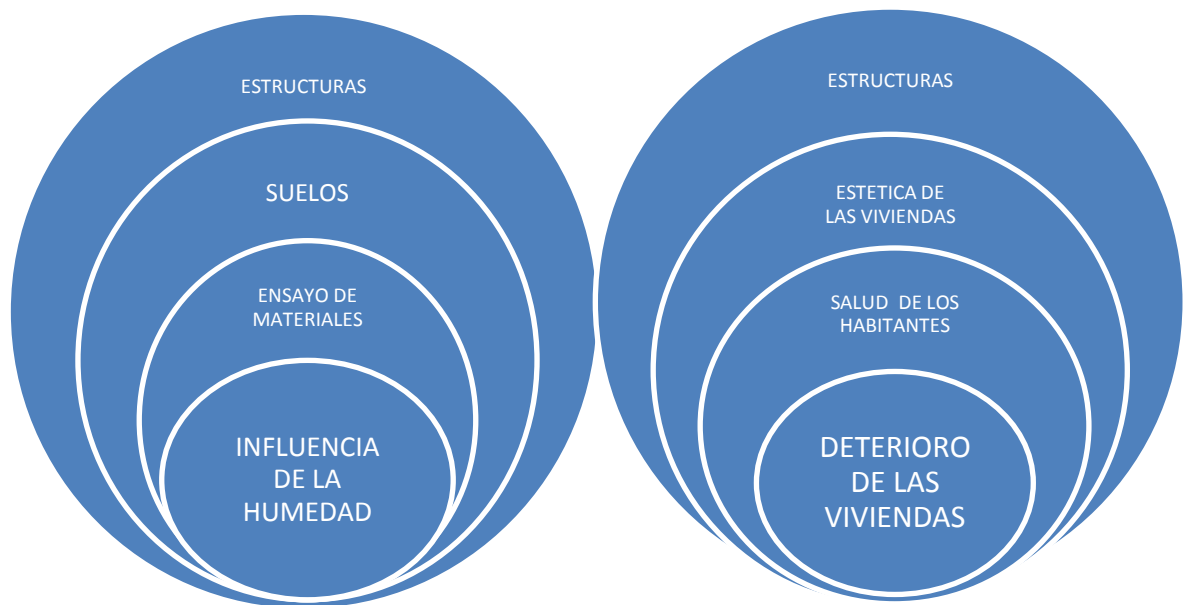 ESTRUCTURAS
SUELOS
ENSAYO DE
MATERIALES
INFLUENCIA
DE LA
HUMEDAD
ESTRUCTURAS
ESTETICA DE
LAS VIVIENDAS
SALUD DE LOS
HABITANTES
DETERIORO
DE LAS
VIVIENDAS